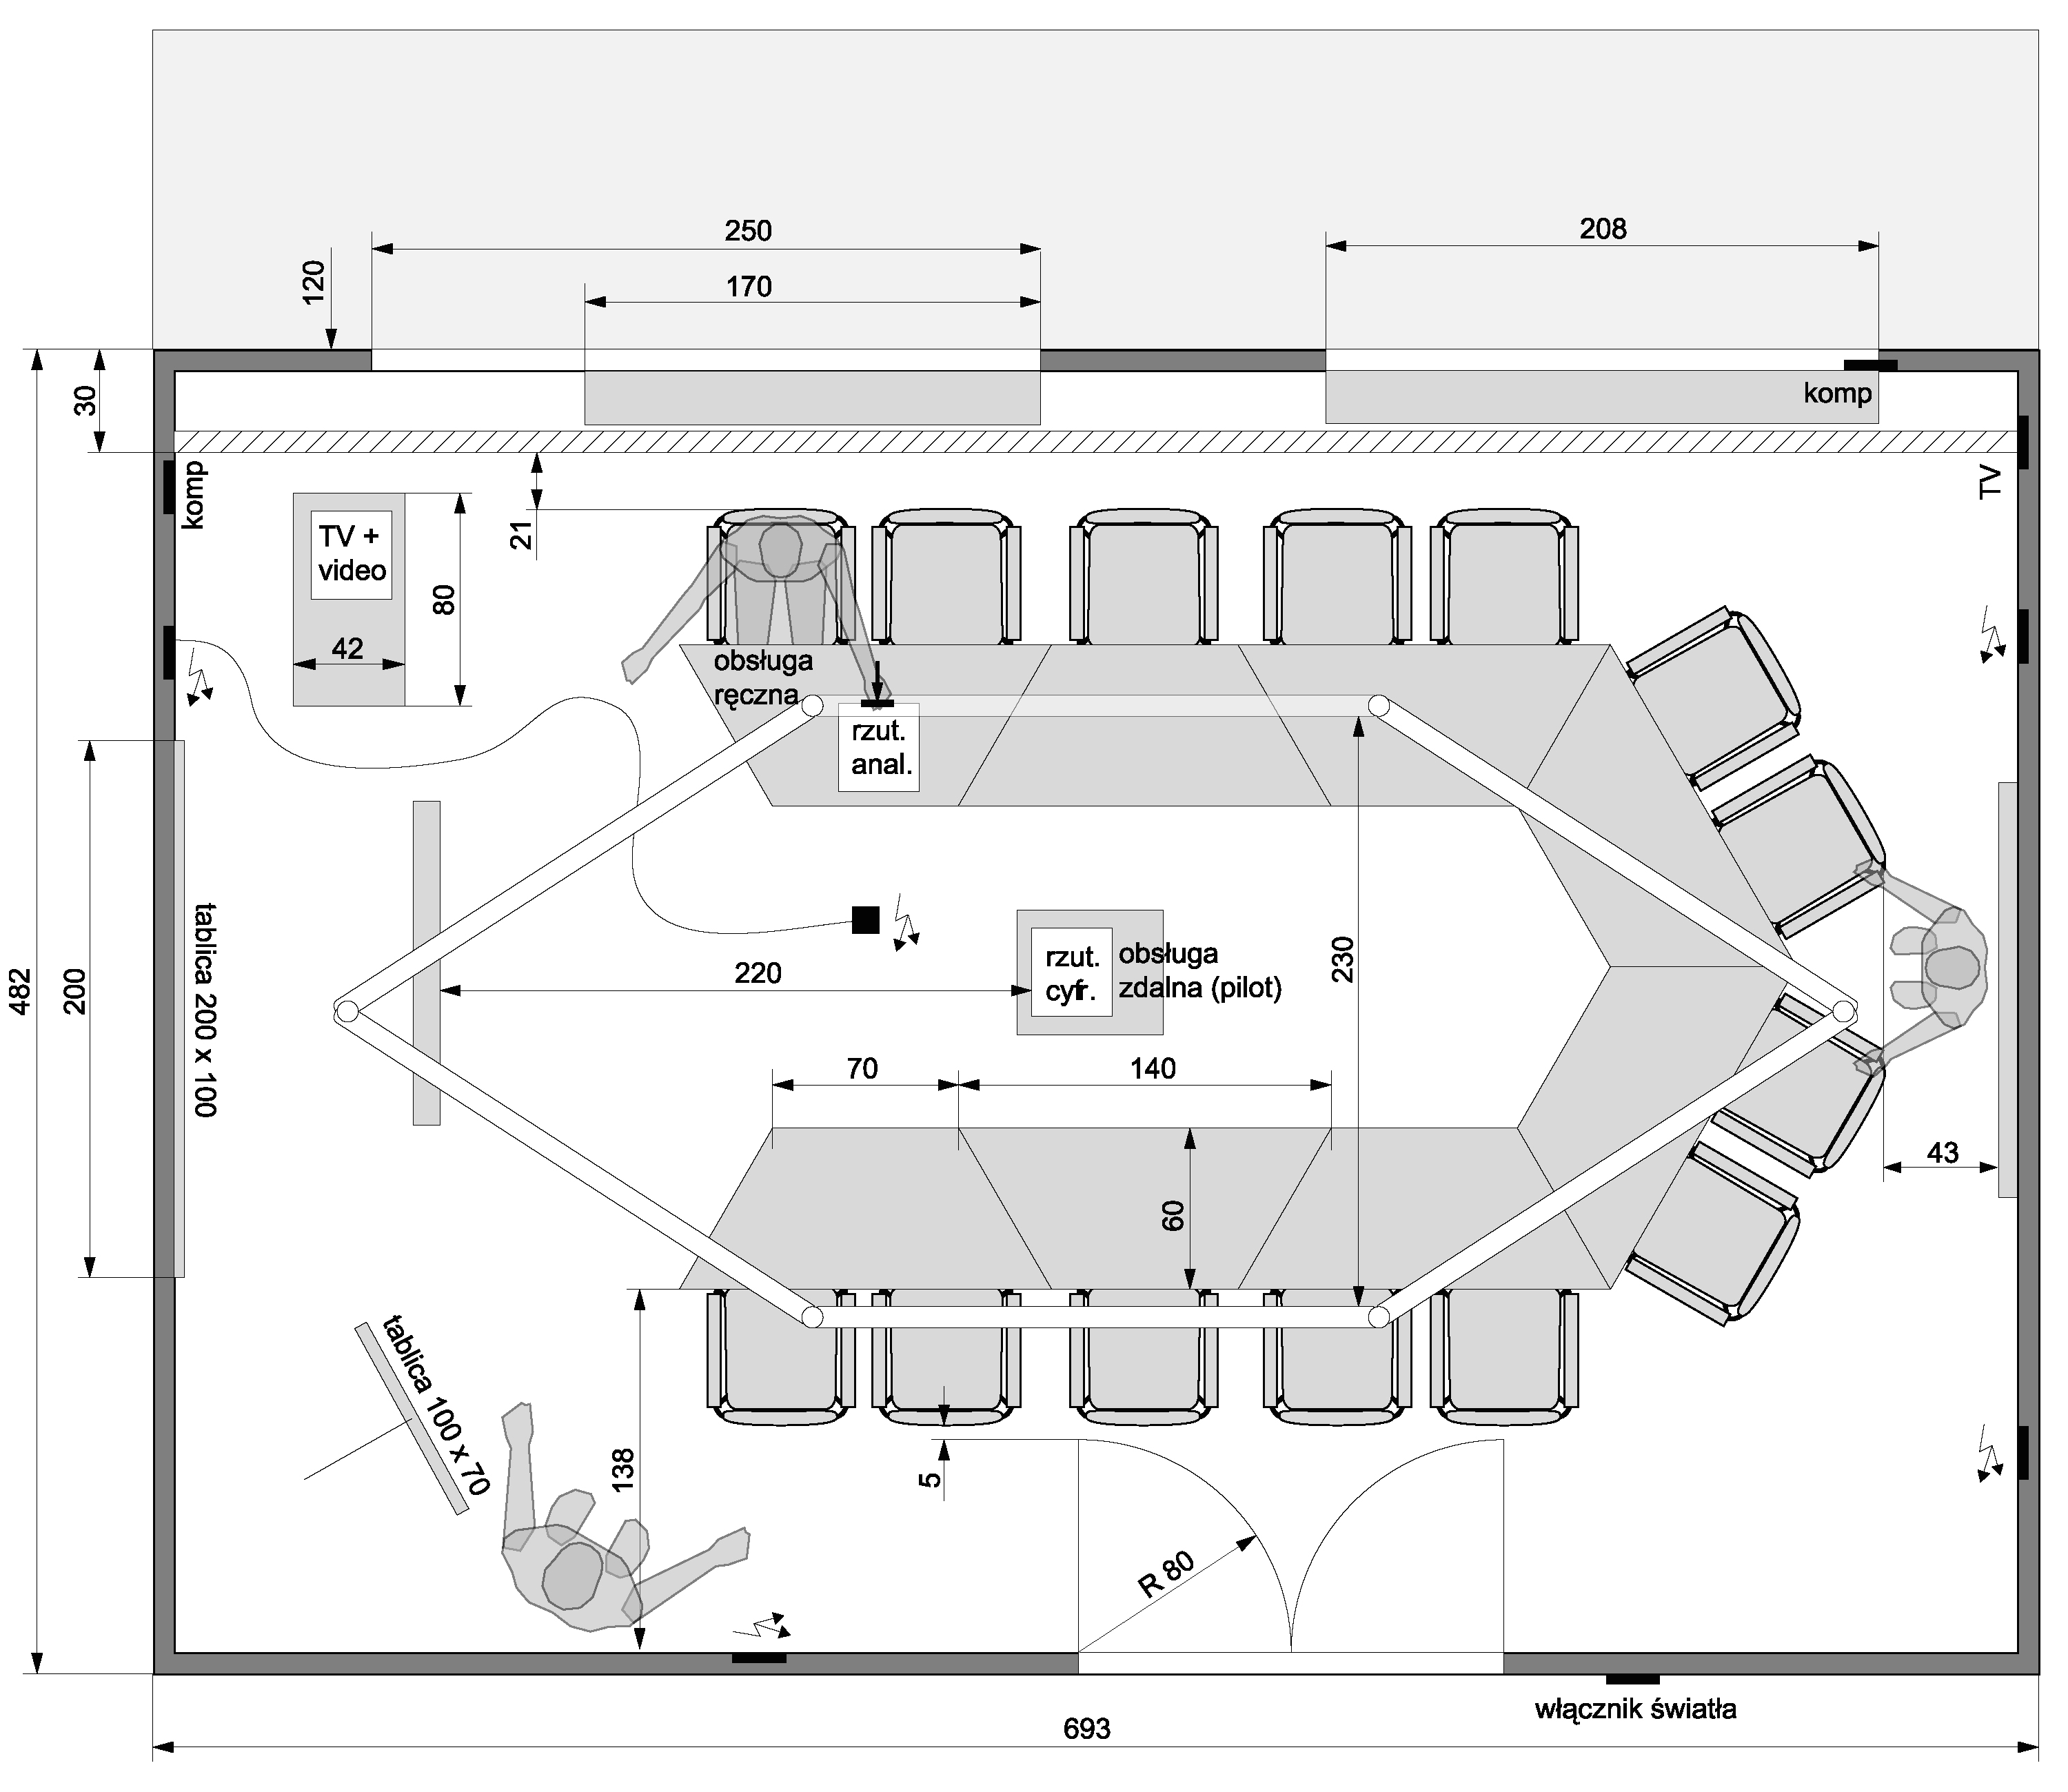 250
208
170
120
30
komp
komp
TV
21
TV +
video
80
42
obsługa
ręczna
rzut.
anal.
tablica 200 x 100
200
482
220
rzut.
cyfr.
obsługa
zdalna (pilot)
230
70
140
60
43
tablica 100 x 70
138
5
R 80
włącznik światła
693